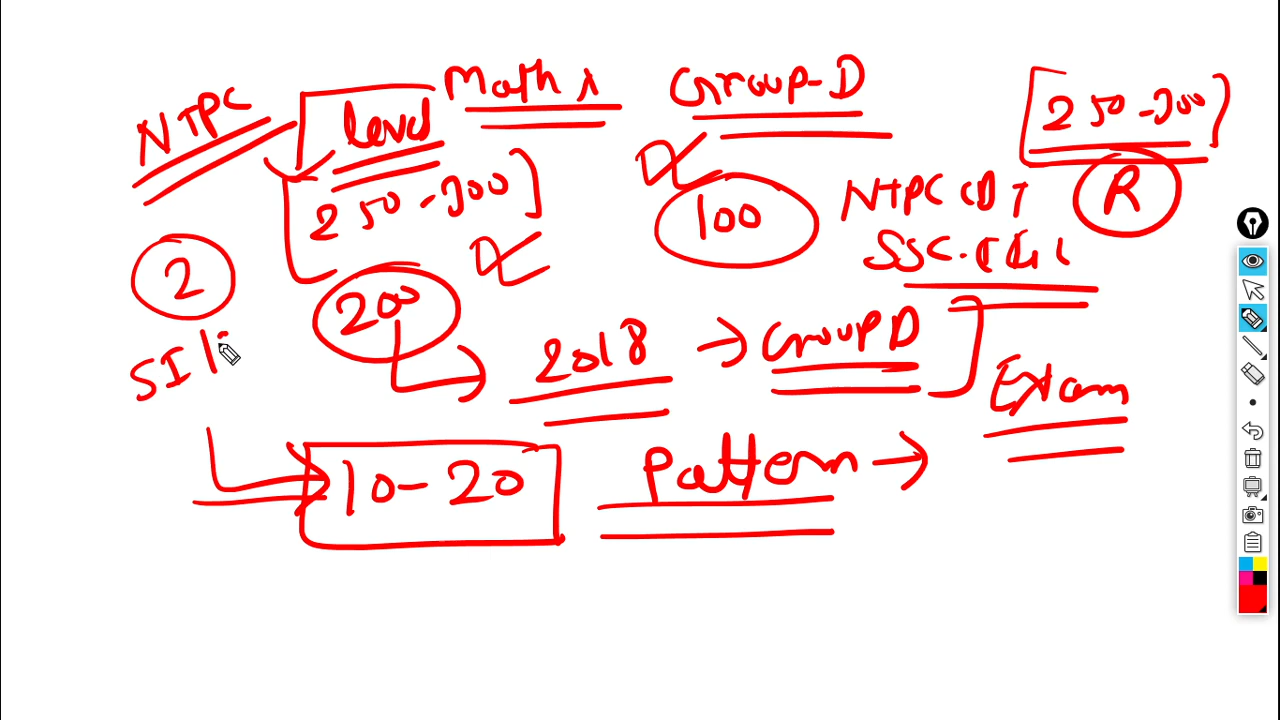 NTPC level Math Group-D [250-300]
[250-300] 100 NTPC CBT R
2 SSC-CGL
200 2018 → Group D
SI Exam
10-20 Pattern →